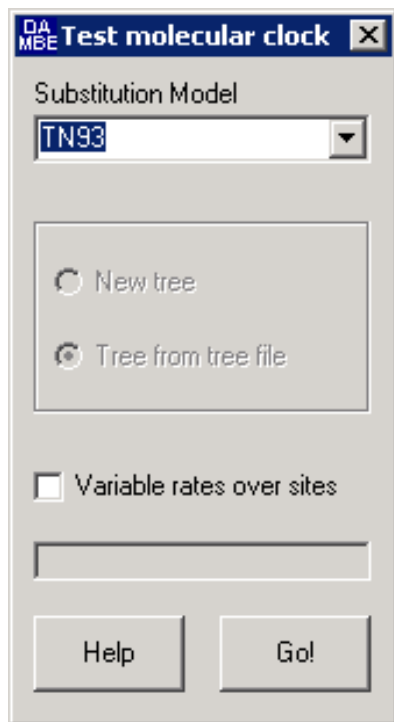 DA
MBE Test molecular clock
Substitution Model
TN93
New tree
Tree from tree file
Variable rates over sites
Help
Go!